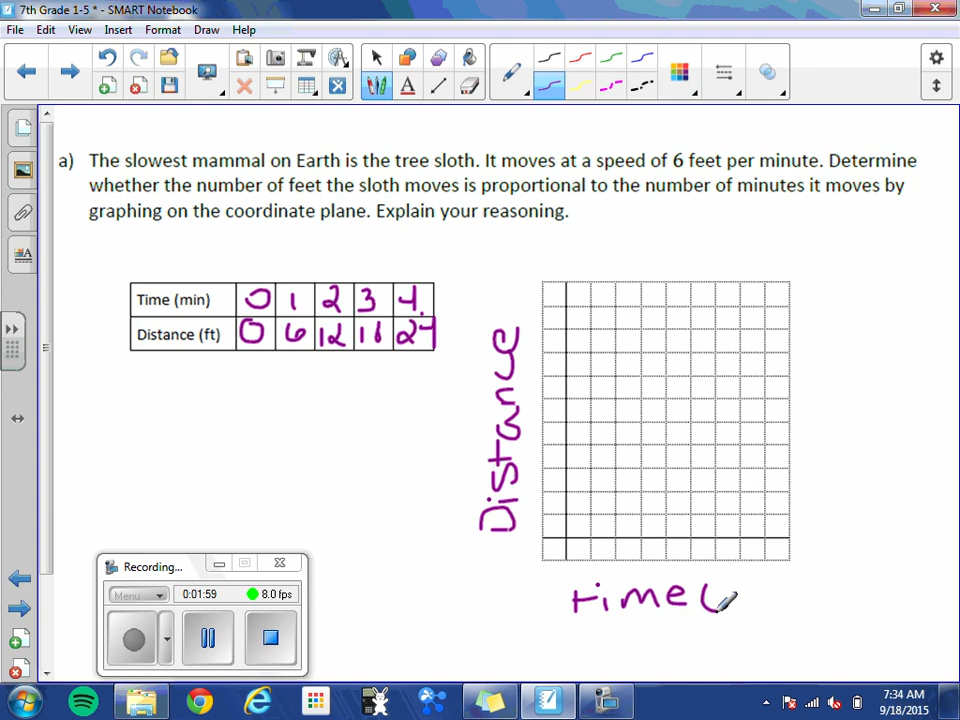 7th Grade 1-5 * - SMART Notebook
File Edit View Insert Format Draw Help
a) The slowest mammal on Earth is the tree sloth. It moves at a speed of 6 feet per minute. Determine
whether the number of feet the sloth moves is proportional to the number of minutes it moves by
graphing on the coordinate plane. Explain your reasoning.
Time (min) 0 1 2 3 4
Distance (ft) 0 6 12 18 24
Distance
Recording...
Menu 0:01:59 8.0 fps
time (
7:34 AM
9/18/2015